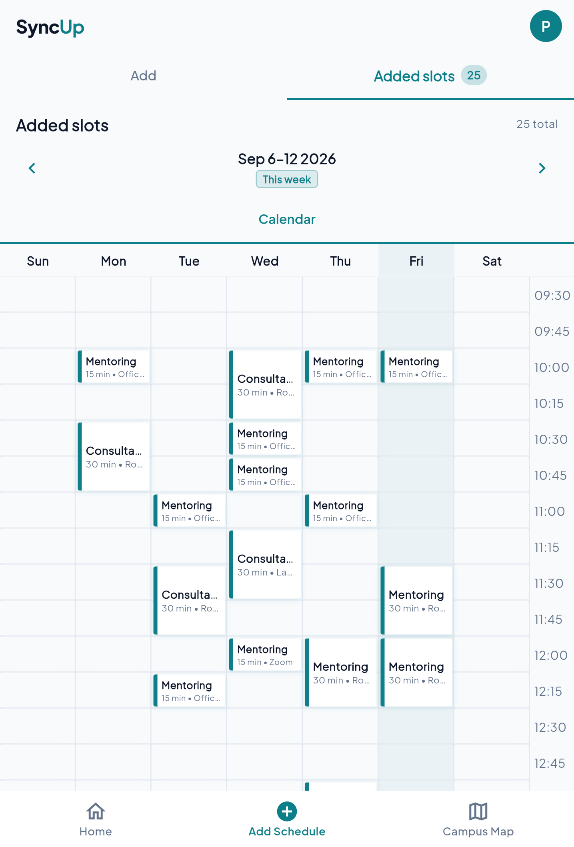 SyncUp
P
Add
Added slots 25
Added slots
25 total
Sep 6–12 2026
This week
Calendar
Sun Mon Tue Wed Thu Fri Sat
09:30
09:45
10:00
Mentoring
15 min • Offic...
Consulta...
30 min • Ro...
Mentoring
15 min • Offic...
Mentoring
15 min • Offic...
10:15
10:30
Consulta...
30 min • Ro...
Mentoring
15 min • Offic...
10:45
Mentoring
15 min • Offic...
11:00
Mentoring
15 min • Offic...
Mentoring
15 min • Offic...
11:15
Consulta...
30 min • La...
11:30
Consulta...
30 min • Ro...
Mentoring
30 min • Ro...
11:45
12:00
Mentoring
15 min • Zoom
Mentoring
30 min • Ro...
Mentoring
30 min • Ro...
12:15
Mentoring
15 min • Offic...
12:30
12:45
Home
Add Schedule
Campus Map